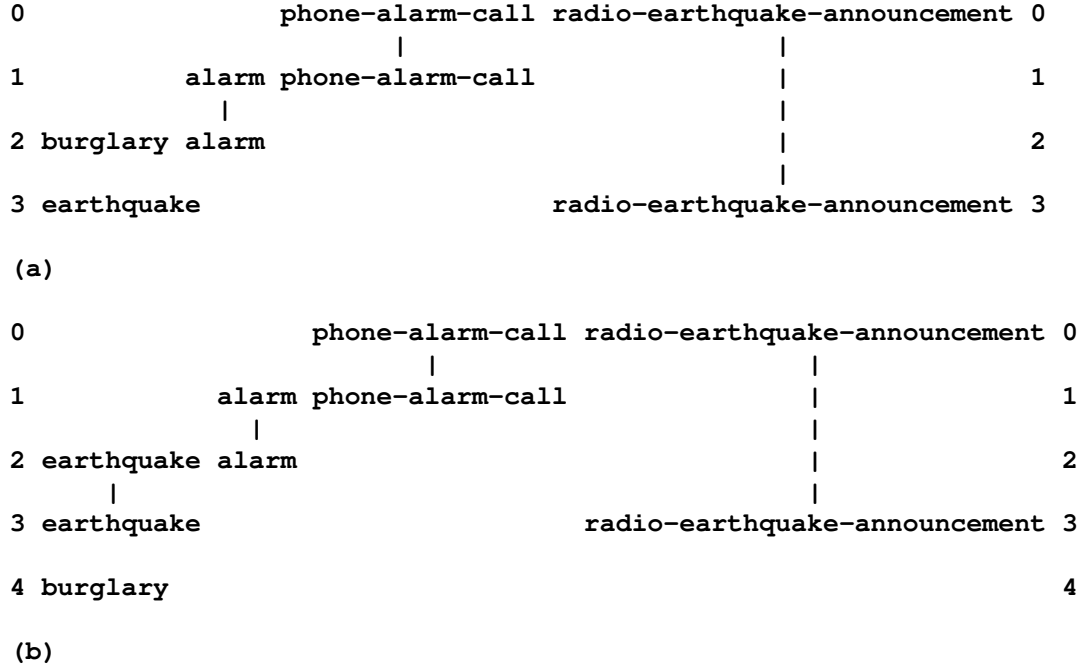 0 phone-alarm-call radio-earthquake-announcement 0
| |
1 alarm phone-alarm-call | 1
| |
2 burglary alarm | 2
|
3 earthquake radio-earthquake-announcement 3
(a)
0 phone-alarm-call radio-earthquake-announcement 0
| |
1 alarm phone-alarm-call | 1
| |
2 earthquake alarm | 2
| |
3 earthquake radio-earthquake-announcement 3
4 burglary 4
(b)